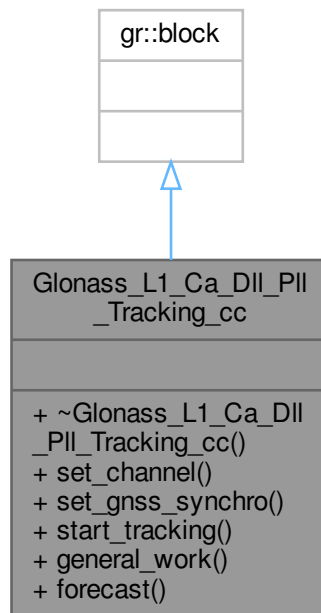 gr::block
Glonass_L1_Ca_Dll_Pll
_Tracking_cc
+ ~Glonass_L1_Ca_Dll
_Pll_Tracking_cc()
+ set_channel()
+ set_gnss_synchro()
+ start_tracking()
+ general_work()
+ forecast()